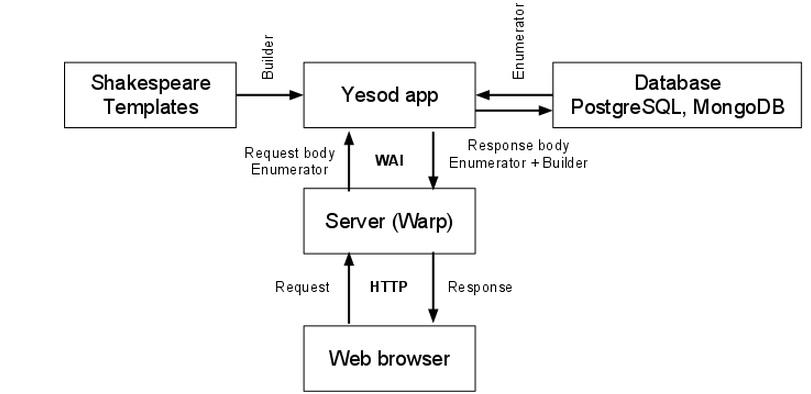 Builder
Enumerator
Shakespeare
Templates
Yesod app
Database
PostgreSQL, MongoDB
Request body
Enumerator
WAI
Response body
Enumerator + Builder
Server (Warp)
Request
HTTP
Response
Web browser